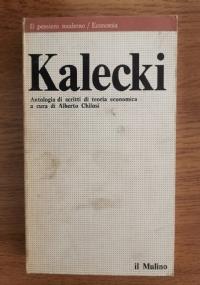 Il pensiero moderno / Economia
Kalecki
Antologia di scritti di teoria economica
a cura di Alberto Chilosi
il Mulino